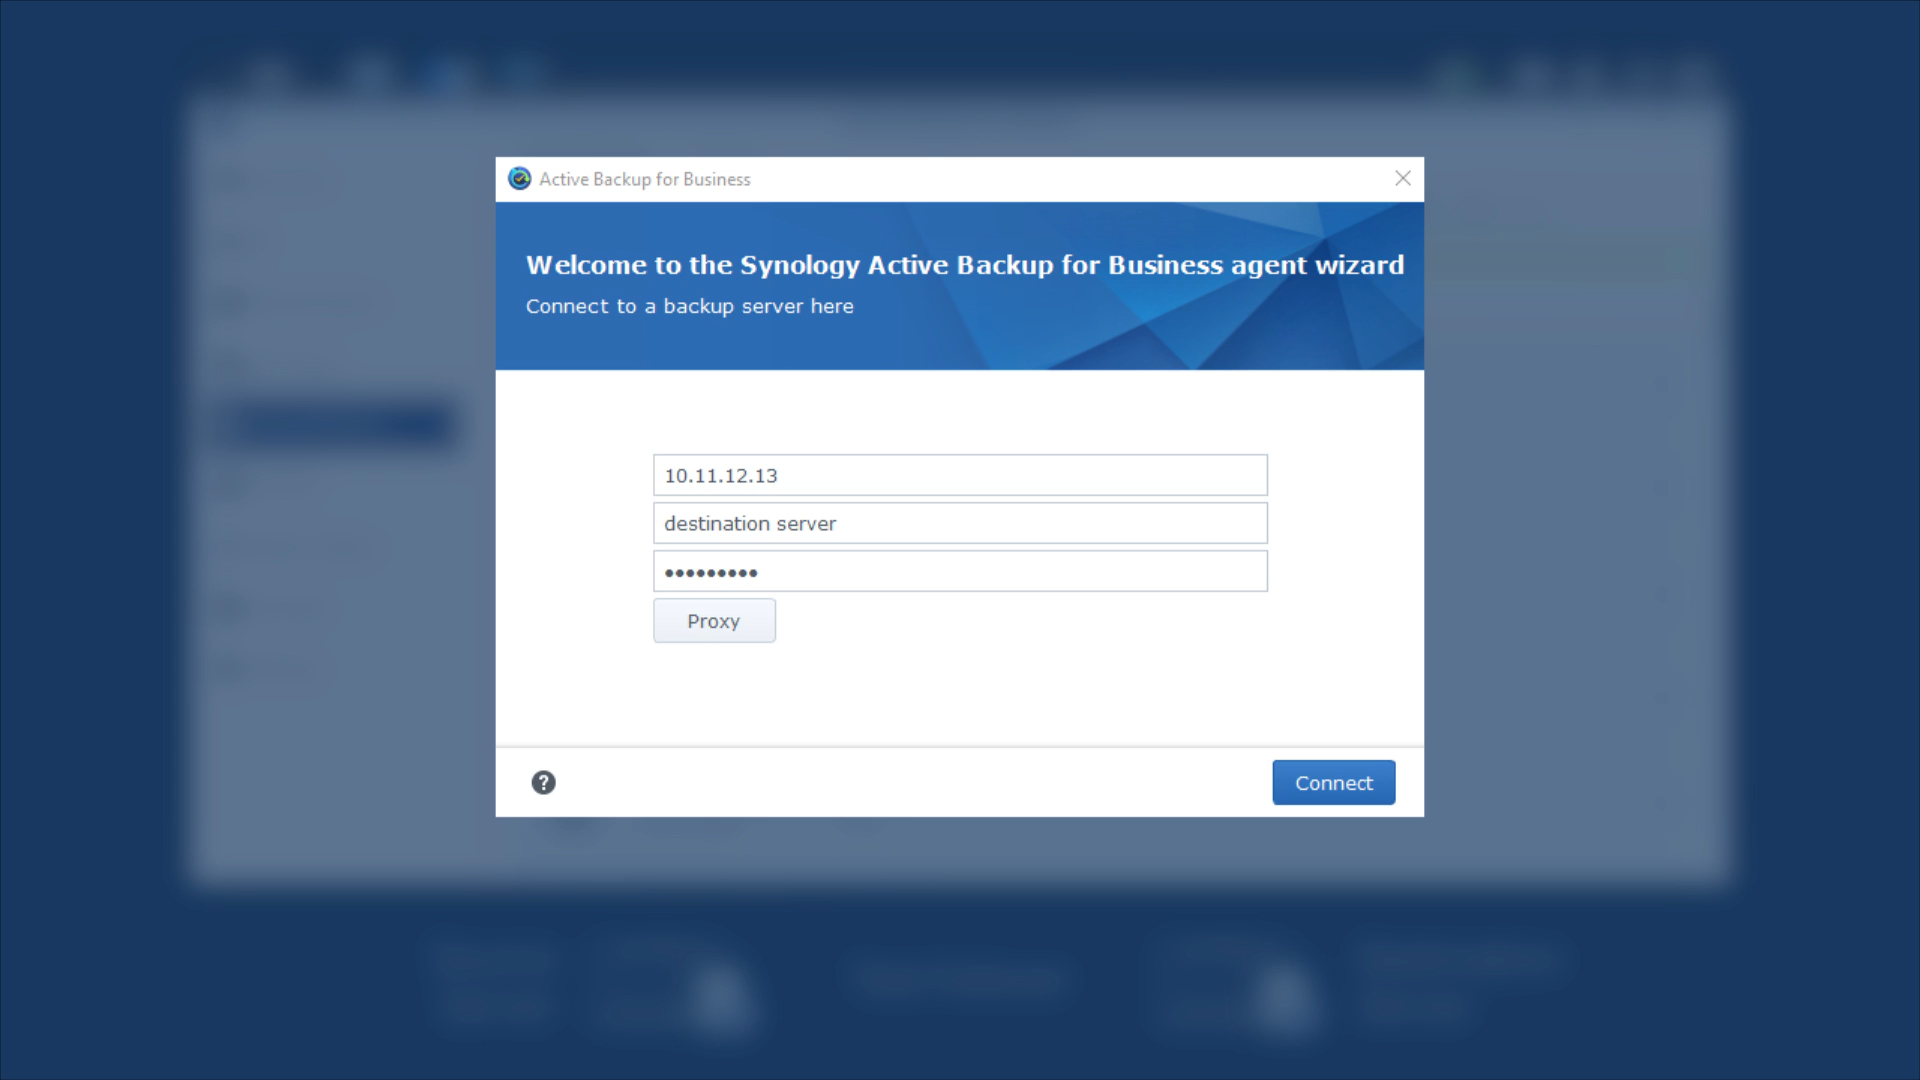 Active Backup for Business
Welcome to the Synology Active Backup for Business agent wizard
Connect to a backup server here
10.11.12.13
destination server
•••••••••
Proxy
?
Connect